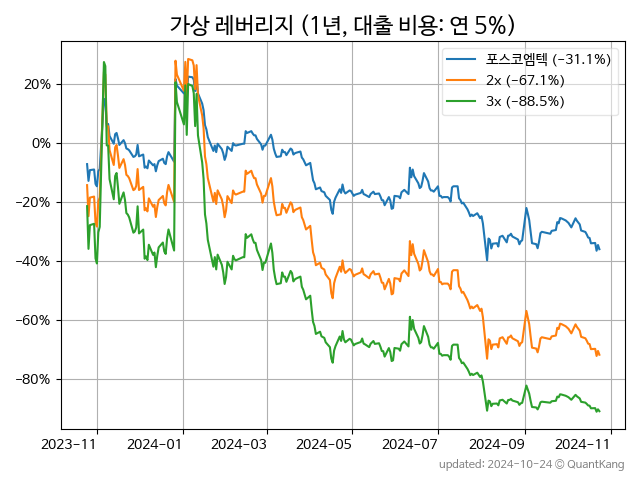 가상 레버리지 (1년, 대출 비용: 연 5%)
포스코엠텍 (−31.1%)
2x (−67.1%)
3x (−88.5%)
20%
0%
−20%
−40%
−60%
−80%
2023−11 2024−01 2024−03 2024−05 2024−07 2024−09 2024−11
updated: 2024-10-24 © QuantKang